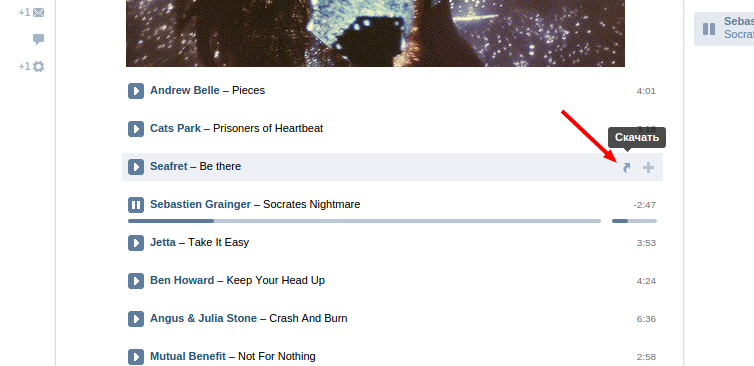 +1
+1
Sebas
Socrat
Andrew Belle – Pieces 4:01
Cats Park – Prisoners of Heartbeat
Скачать
Seafret – Be there
Sebastien Grainger – Socrates Nightmare -2:47
Jetta – Take It Easy 3:53
Ben Howard – Keep Your Head Up 4:24
Angus & Julia Stone – Crash And Burn 6:36
Mutual Benefit – Not For Nothing 2:58